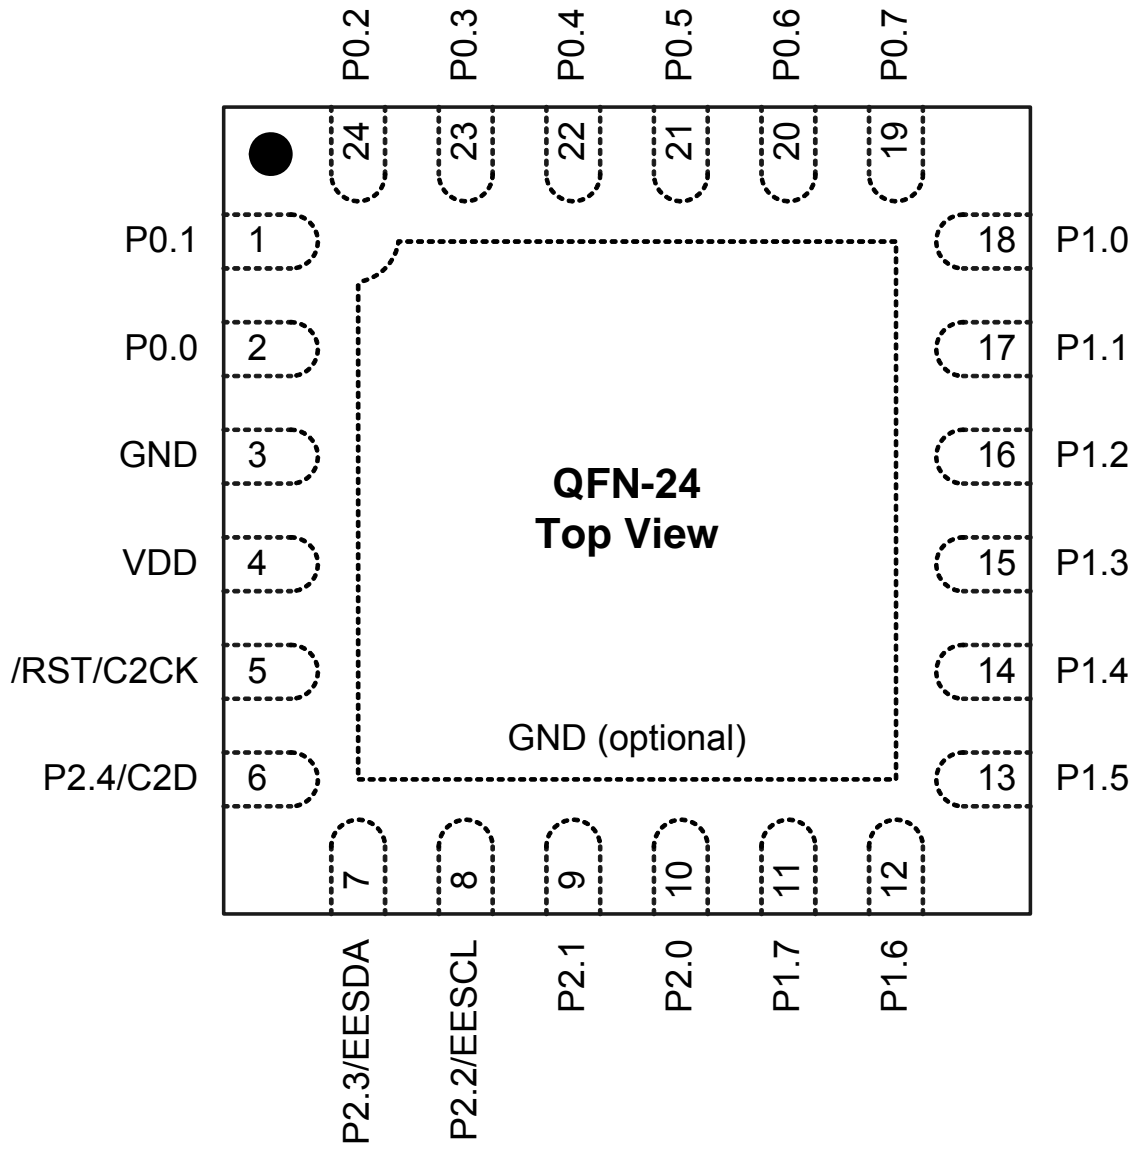 P0.2
P0.3
P0.4
P0.5
P0.6
P0.7
24
23
22
21
20
19
P0.1 1
18 P1.0
P0.0 2
17 P1.1
GND 3
16 P1.2
QFN-24
Top View
VDD 4
15 P1.3
/RST/C2CK 5
14 P1.4
GND (optional)
P2.4/C2D 6
13 P1.5
7
8
9
10
11
12
P2.3/EESDA
P2.2/EESCL
P2.1
P2.0
P1.7
P1.6